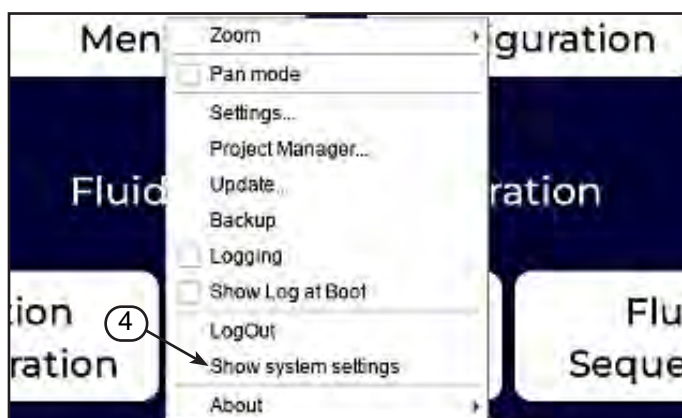 Men
guration
Zoom
Pan mode
Settings...
Project Manager...
Fluid
ration
Update...
Backup
Logging
Show Log at Boot
tion
Flu
4
LogOut
ration
Show system settings
Seque
About